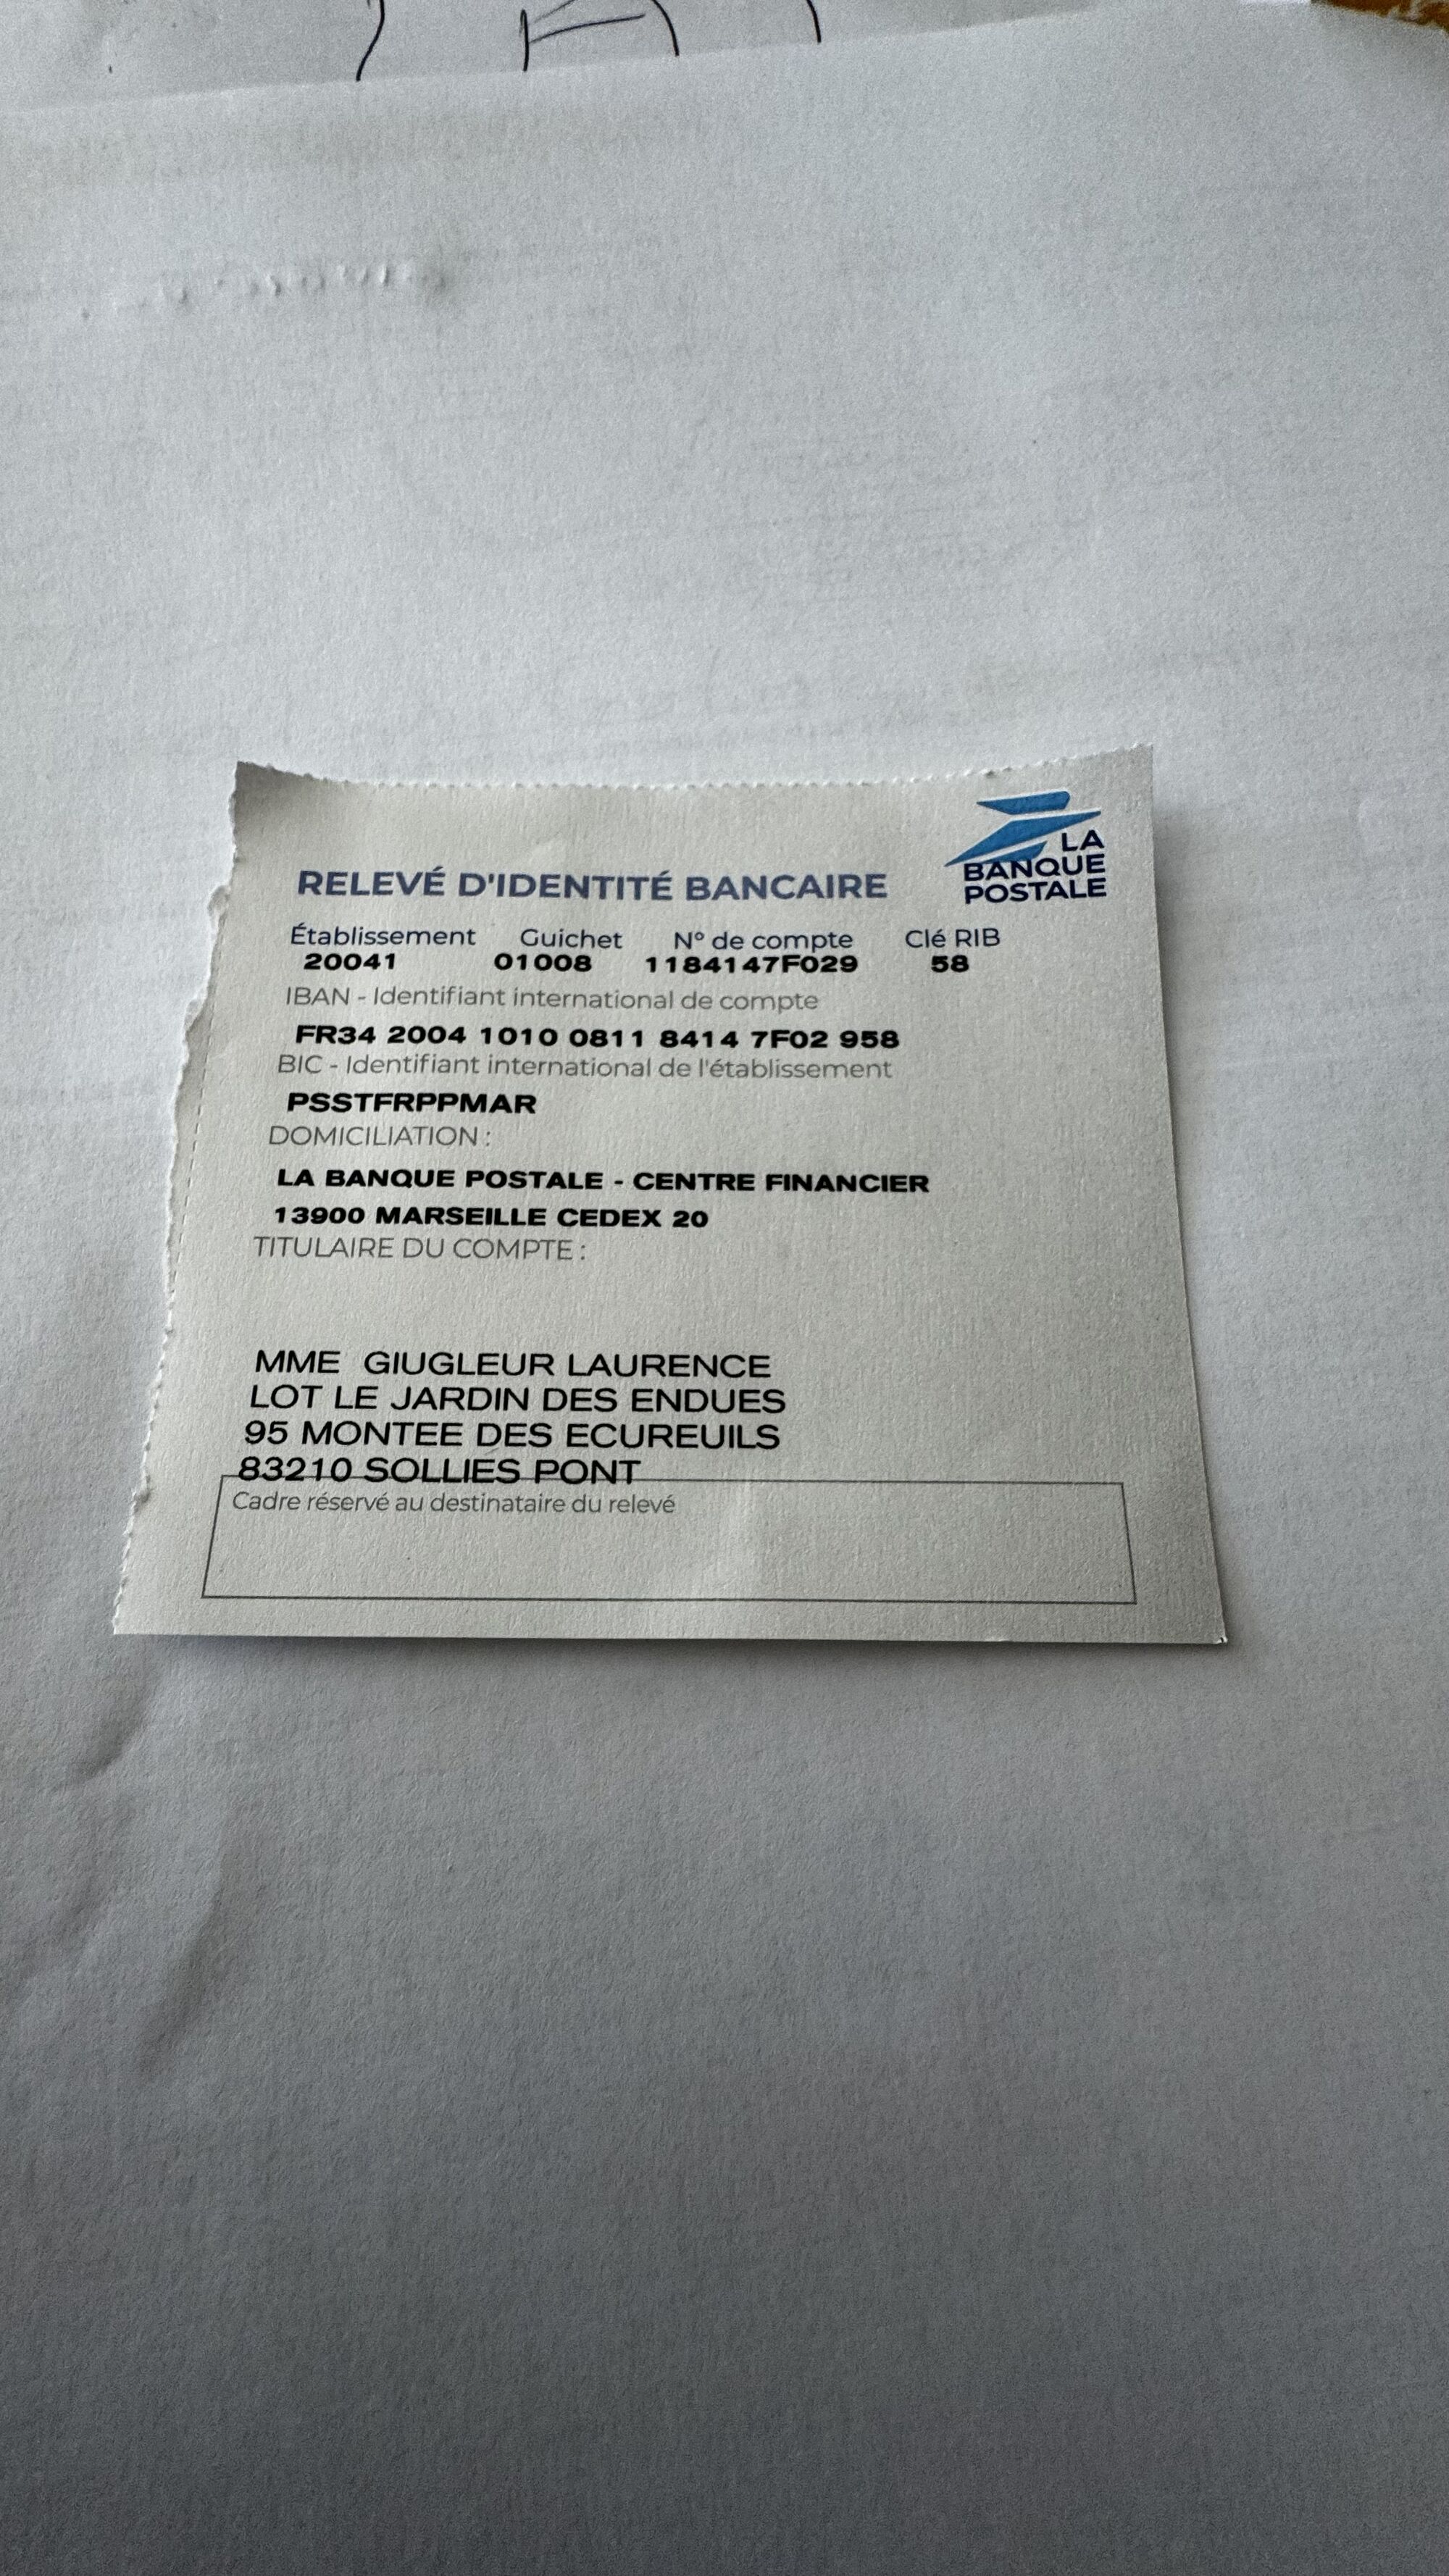 LA
BANQUE
POSTALE
RELEVÉ D'IDENTITÉ BANCAIRE
Établissement Guichet N° de compte Clé RIB
20041 01008 1184147F029 58
IBAN - Identifiant international de compte
FR34 2004 1010 0811 8414 7F02 958
BIC - Identifiant international de l'établissement
PSSTFRPPMAR
DOMICILIATION :
LA BANQUE POSTALE - CENTRE FINANCIER
13900 MARSEILLE CEDEX 20
TITULAIRE DU COMPTE :
MME GIUGLEUR LAURENCE
LOT LE JARDIN DES ENDUES
95 MONTEE DES ECUREUILS
83210 SOLLIES PONT
Cadre réservé au destinataire du relevé